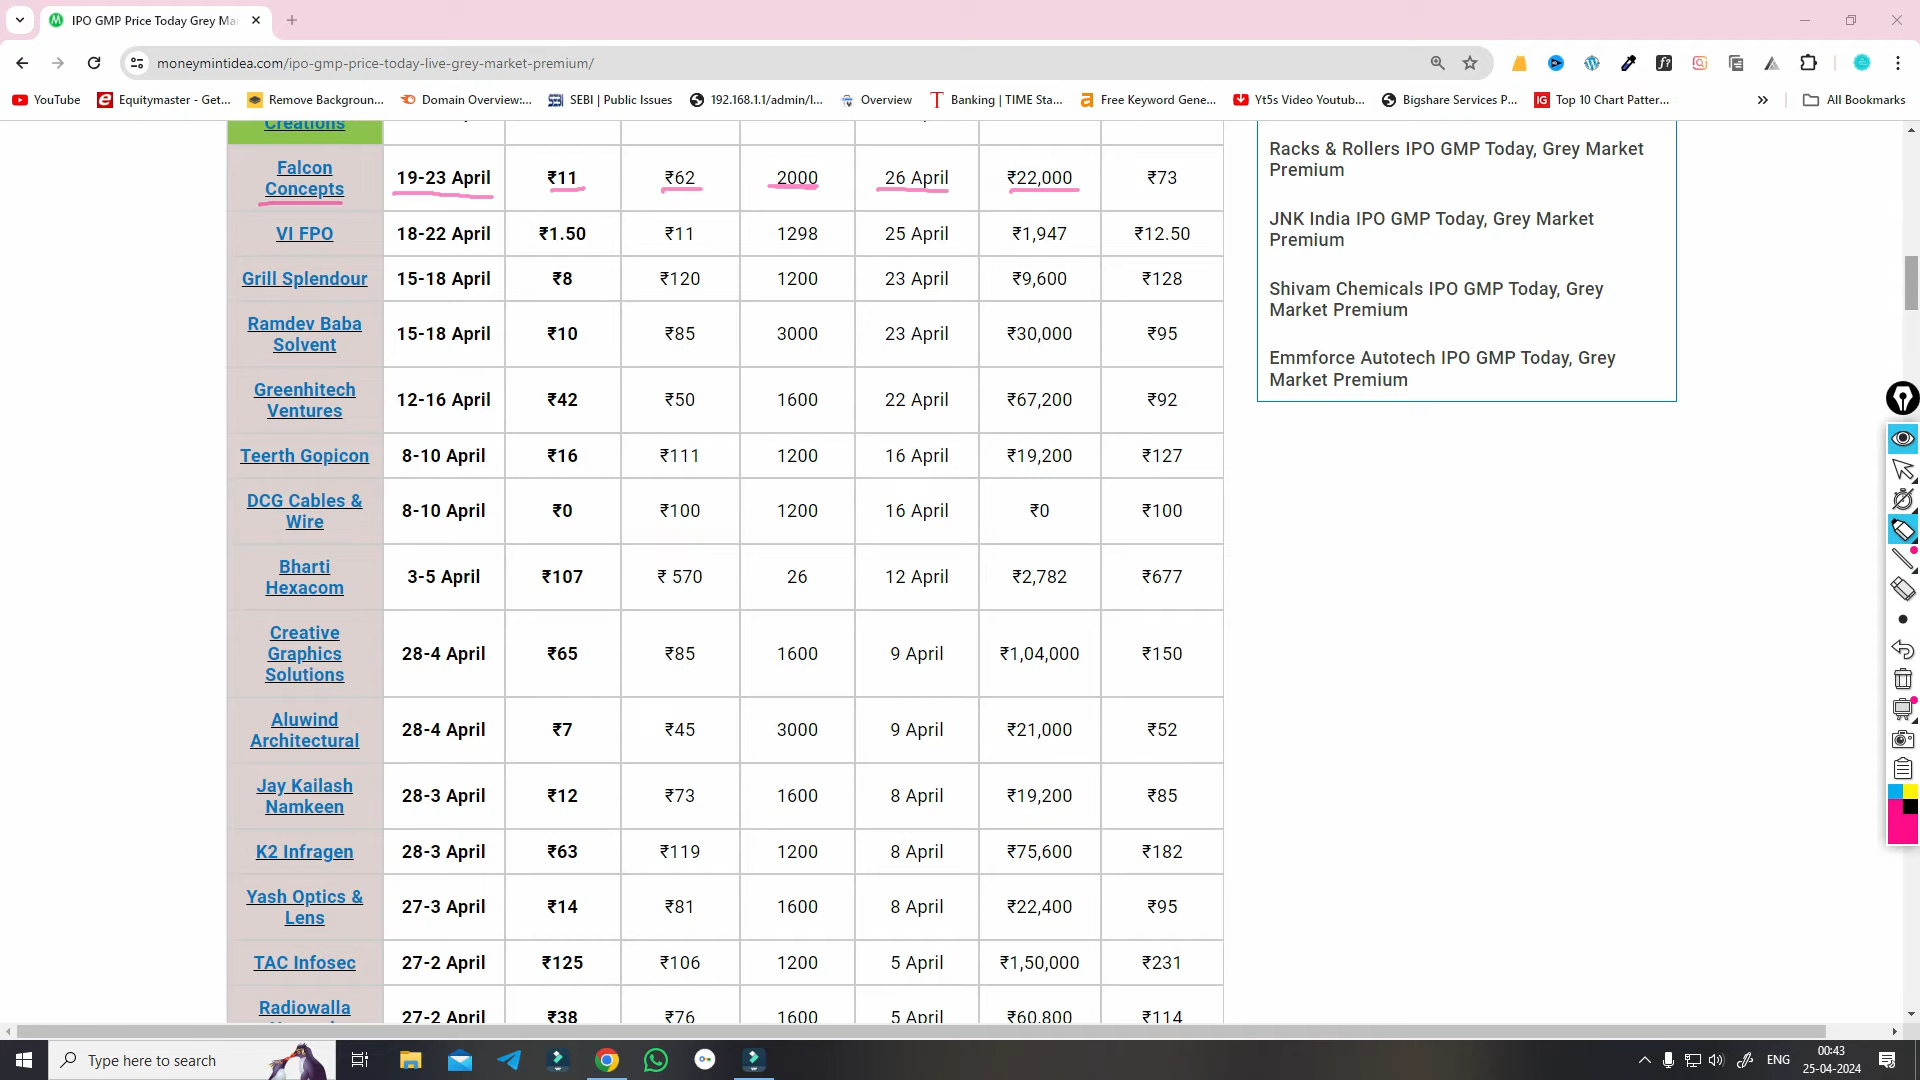 IPO GMP Price Today Grey Ma
moneymintidea.com/ipo-gmp-price-today-live-grey-market-premium/
YouTube
Equitymaster - Get...
Remove Backgroun...
Domain Overview:...
SEBI | Public Issues
192.168.1.1/admin/l...
Overview
Banking | TIME Sta...
Free Keyword Gene...
Yt5s Video Youtub...
Bigshare Services P...
Top 10 Chart Patter...
All Bookmarks
Creations
Falcon
Concepts 19-23 April ₹11 ₹62 2000 26 April ₹22,000 ₹73
VI FPO 18-22 April ₹1.50 ₹11 1298 25 April ₹1,947 ₹12.50
Grill Splendour 15-18 April ₹8 ₹120 1200 23 April ₹9,600 ₹128
Ramdev Baba
Solvent 15-18 April ₹10 ₹85 3000 23 April ₹30,000 ₹95
Greenhitech
Ventures 12-16 April ₹42 ₹50 1600 22 April ₹67,200 ₹92
Teerth Gopicon 8-10 April ₹16 ₹111 1200 16 April ₹19,200 ₹127
DCG Cables &
Wire 8-10 April ₹0 ₹100 1200 16 April ₹0 ₹100
Bharti
Hexacom 3-5 April ₹107 ₹ 570 26 12 April ₹2,782 ₹677
Creative
Graphics
Solutions 28-4 April ₹65 ₹85 1600 9 April ₹1,04,000 ₹150
Aluwind
Architectural 28-4 April ₹7 ₹45 3000 9 April ₹21,000 ₹52
Jay Kailash
Namkeen 28-3 April ₹12 ₹73 1600 8 April ₹19,200 ₹85
K2 Infragen 28-3 April ₹63 ₹119 1200 8 April ₹75,600 ₹182
Yash Optics &
Lens 27-3 April ₹14 ₹81 1600 8 April ₹22,400 ₹95
TAC Infosec 27-2 April ₹125 ₹106 1200 5 April ₹1,50,000 ₹231
Radiowalla
27-2 April ₹38 ₹76 1600 5 April ₹60,800 ₹114
Racks & Rollers IPO GMP Today, Grey Market
Premium
JNK India IPO GMP Today, Grey Market
Premium
Shivam Chemicals IPO GMP Today, Grey
Market Premium
Emmforce Autotech IPO GMP Today, Grey
Market Premium
Type here to search
ENG
00:43
25-04-2024